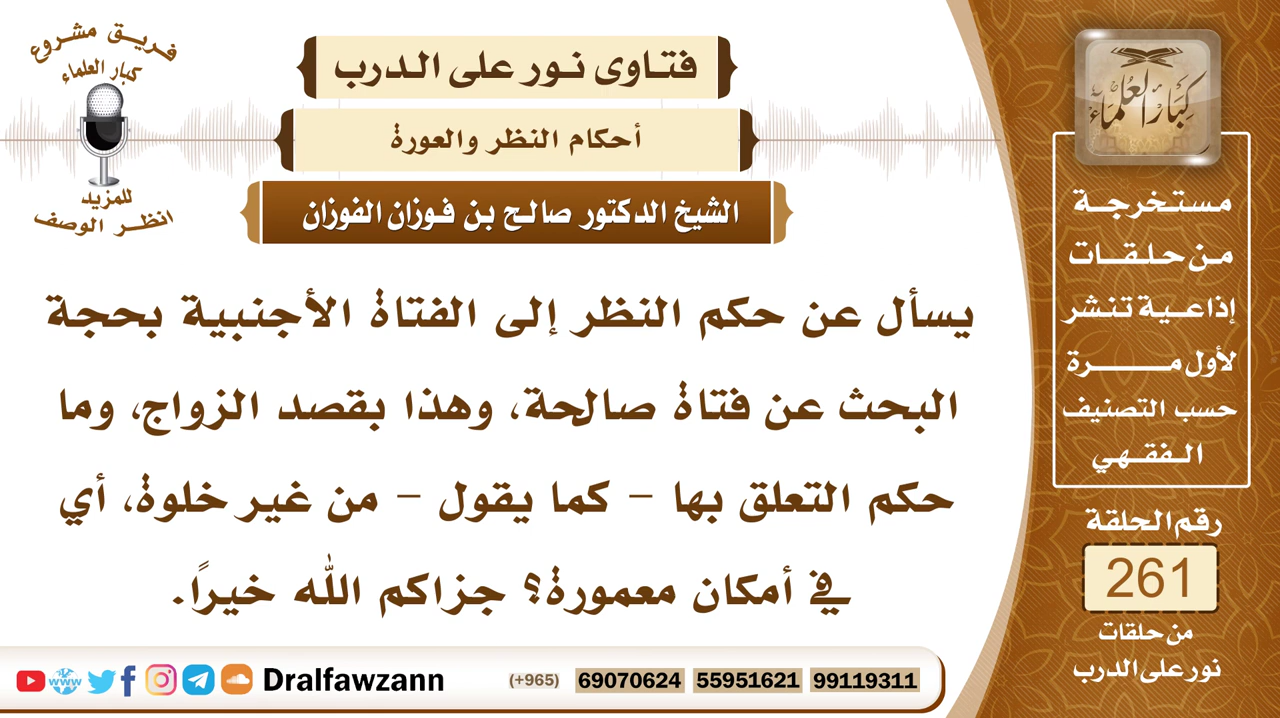 فريق مشروع
كبار العلماء
للمزيد
انظر الوصف
فتاوى نور على الدرب
أحكام النظر والعورة
الشيخ الدكتور صالح بن فوزان الفوزان
يسأل عن حكم النظر إلى الفتاة الأجنبية بحجة
البحث عن فتاة صالحة، وهذا بقصد الزواج، وما
حكم التعلق بها – كما يقول – من غير خلوة، أي
في أمكان معمورة؟ جزاكم الله خيرًا.
كبار العلماء
مستخرجة
من حلقات
إذاعية تنشر
لأول مرة
حسب التصنيف
الفقهي
رقم الحلقة
261
من حلقات
نور على الدرب
www Dralfawzann (+965) 69070624 55951621 99119311